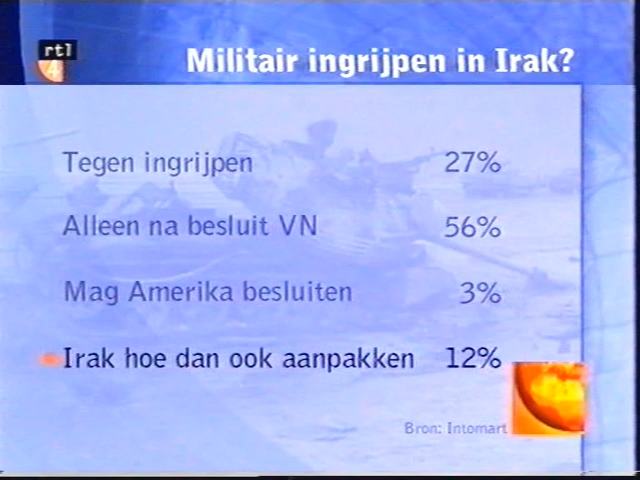 rtl
4
Militair ingrijpen in Irak?
Tegen ingrijpen 27%
Alleen na besluit VN 56%
Mag Amerika besluiten 3%
Irak hoe dan ook aanpakken 12%
Bron: Intomart